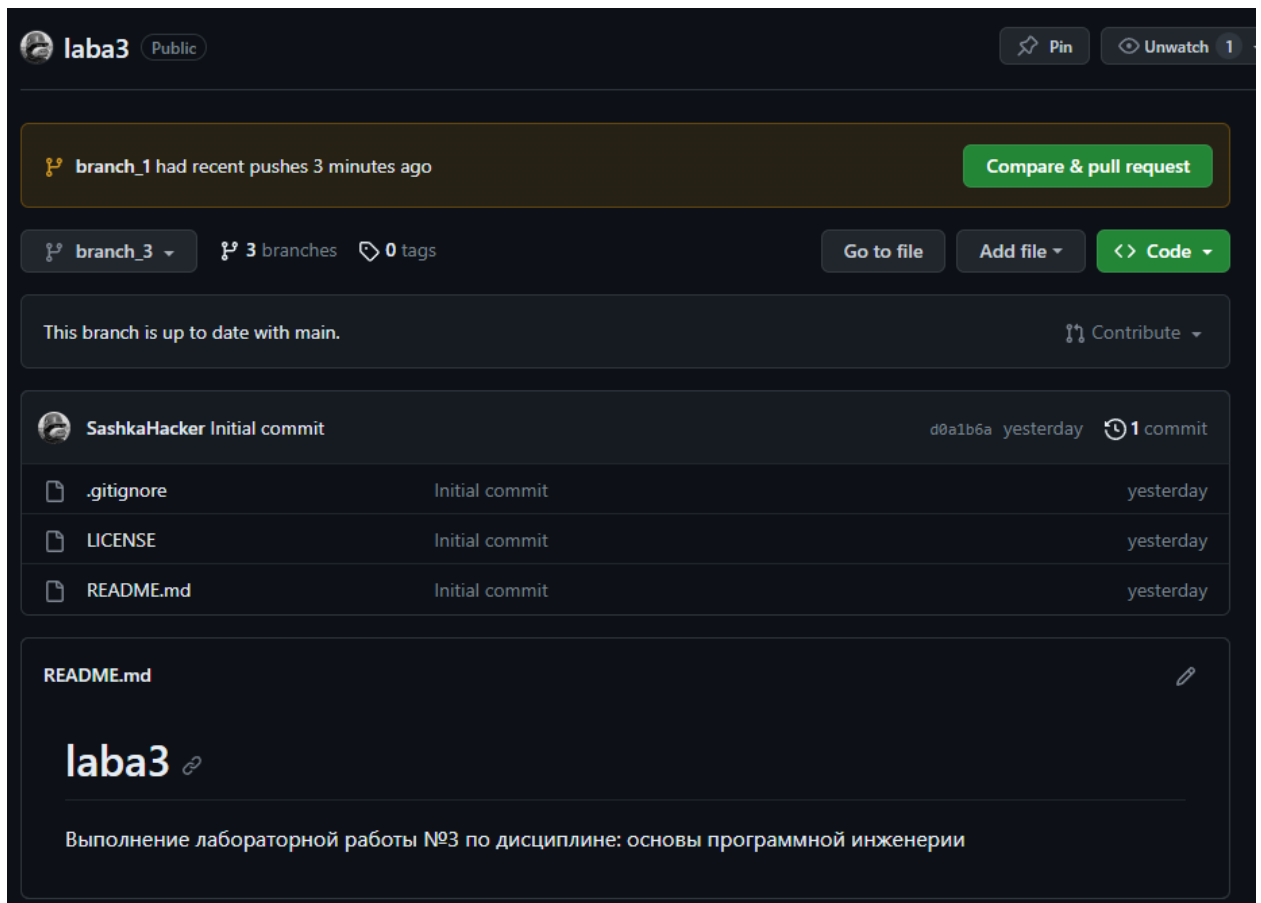 laba3 Public Pin Unwatch 1
branch_1 had recent pushes 3 minutes ago Compare & pull request
branch_3 3 branches 0 tags Go to file Add file Code
This branch is up to date with main. Contribute
SashkaHacker Initial commit d0a1b6a yesterday 1 commit
.gitignore Initial commit yesterday
LICENSE Initial commit yesterday
README.md Initial commit yesterday
README.md
laba3
Выполнение лабораторной работы №3 по дисциплине: основы программной инженерии